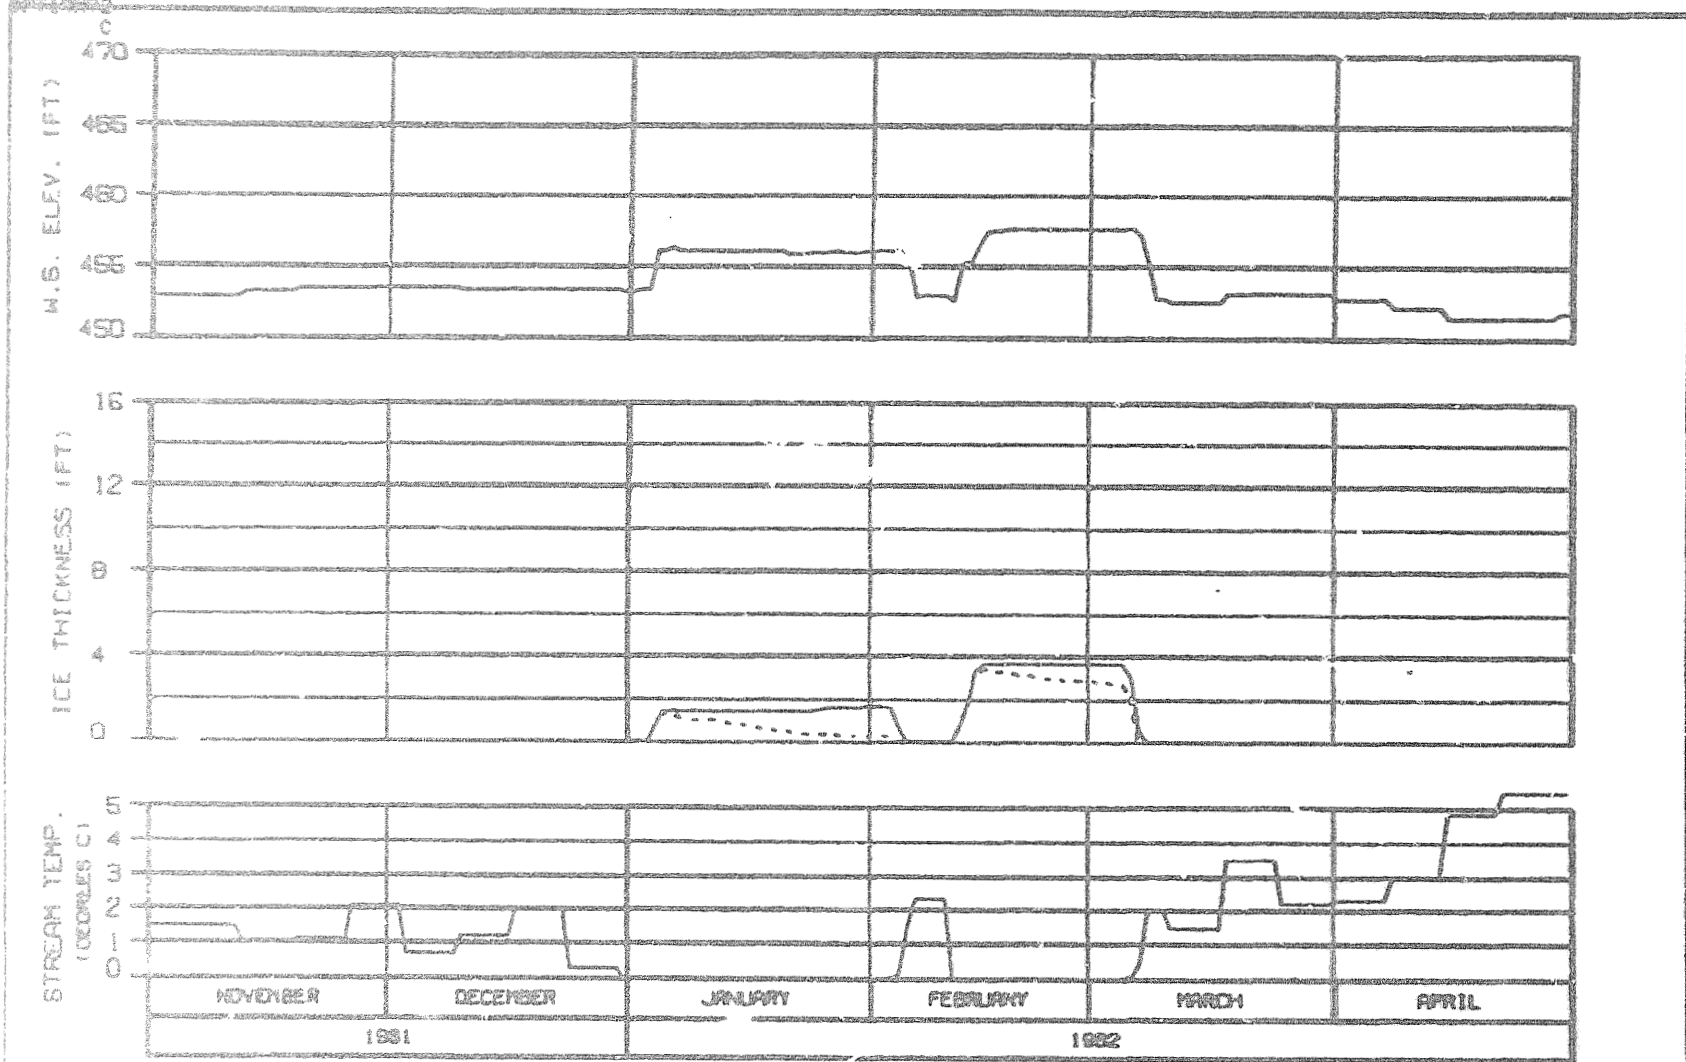 C
470
465
460
455
450
W.S. ELEV. (FT)
16
12
8
4
0
ICE THICKNESS (FT)
5
4
3
2
1
0
STREAM TEMP.
(DEGREES C)
NOVEMBER DECEMBER JANUARY FEBRUARY MARCH APRIL
1981 1982